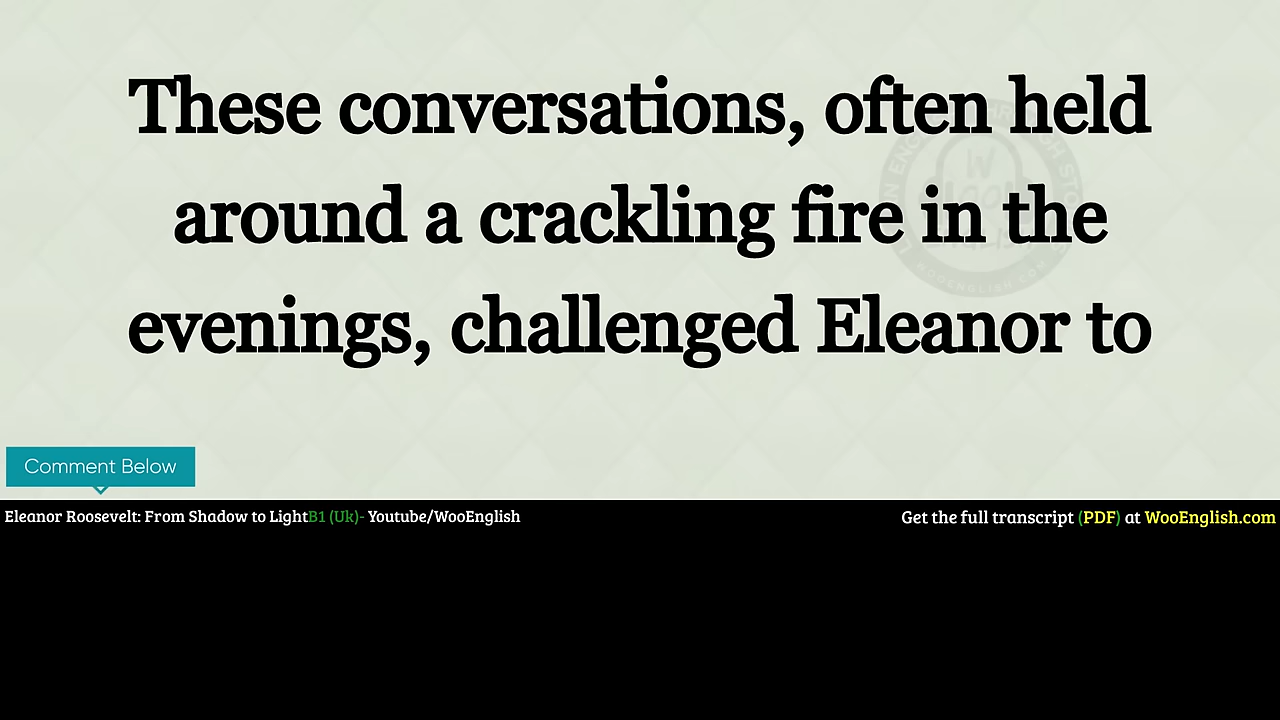 These conversations, often held
around a crackling fire in the
evenings, challenged Eleanor to
Comment Below
Eleanor Roosevelt: From Shadow to LightB1 (Uk)- Youtube/WooEnglish
Get the full transcript (PDF) at WooEnglish.com